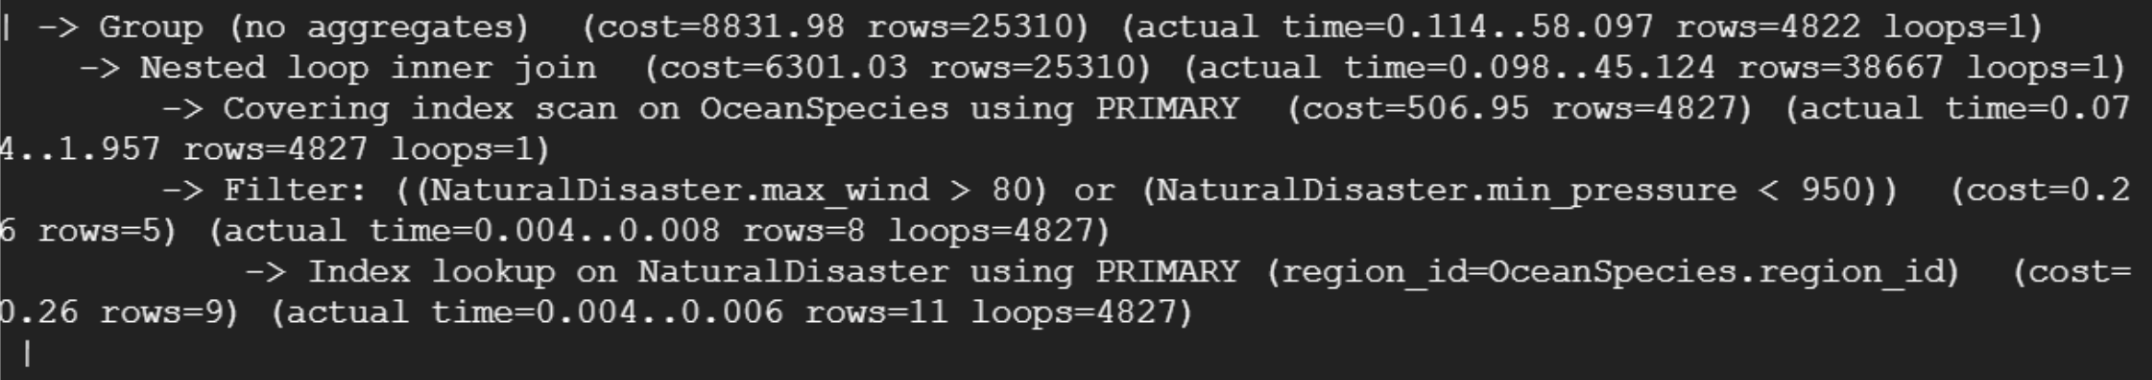 | -> Group (no aggregates)  (cost=8831.98 rows=25310) (actual time=0.114..58.097 rows=4822 loops=1)
    -> Nested loop inner join  (cost=6301.03 rows=25310) (actual time=0.098..45.124 rows=38667 loops=1)
        -> Covering index scan on OceanSpecies using PRIMARY  (cost=506.95 rows=4827) (actual time=0.07
4..1.957 rows=4827 loops=1)
        -> Filter: ((NaturalDisaster.max_wind > 80) or (NaturalDisaster.min_pressure < 950))  (cost=0.2
6 rows=5) (actual time=0.004..0.008 rows=8 loops=4827)
            -> Index lookup on NaturalDisaster using PRIMARY (region_id=OceanSpecies.region_id)  (cost=
0.26 rows=9) (actual time=0.004..0.006 rows=11 loops=4827)
 |